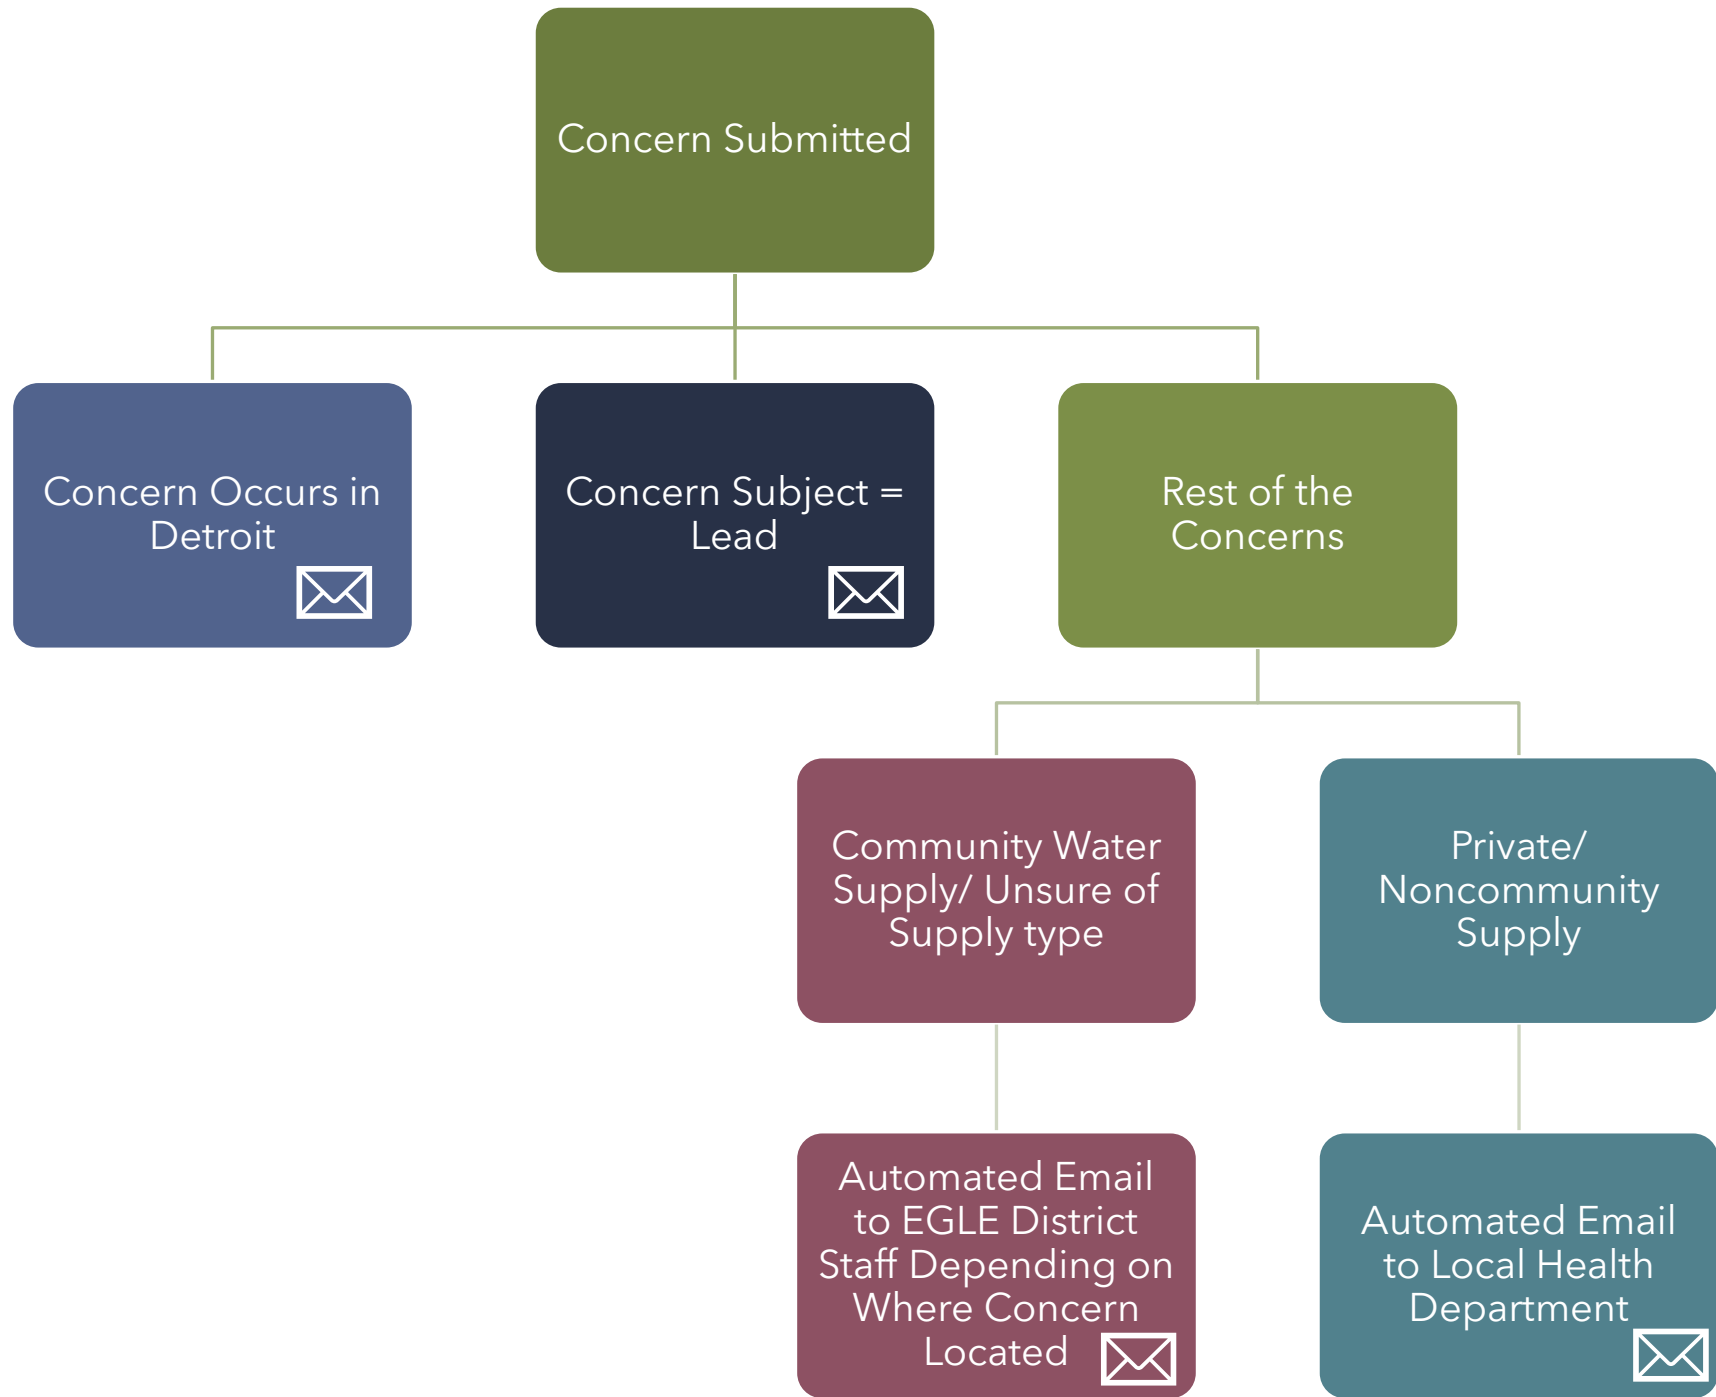 Concern Submitted
Concern Occurs in
Detroit
Concern Subject =
Lead
Rest of the
Concerns
Community Water
Supply/ Unsure of
Supply type
Private/
Noncommunity
Supply
Automated Email
to EGLE District
Staff Depending on
Where Concern
Located
Automated Email
to Local Health
Department